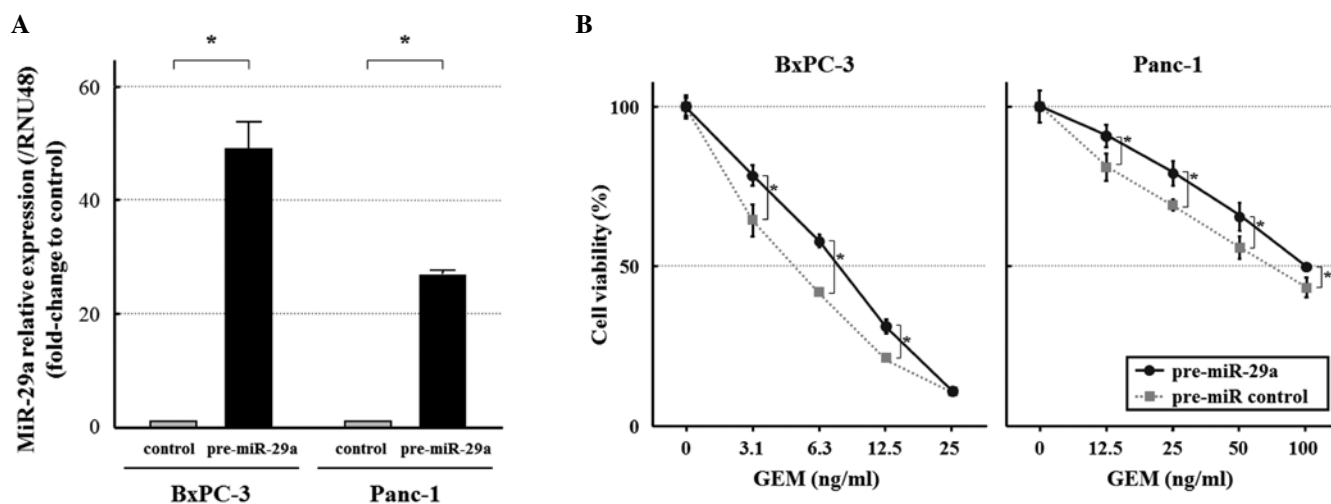 A
*
*
MiR-29a relative expression (/RNU48)
(fold-change to control)
60
40
20
0
control pre-miR-29a control pre-miR-29a
BxPC-3 Panc-1
B
BxPC-3 Panc-1
Cell viability (%)
100
50
0
*
*
*
*
*
*
*
0 3.1 6.3 12.5 25
GEM (ng/ml)
0 12.5 25 50 100
GEM (ng/ml)
pre-miR-29a
pre-miR control